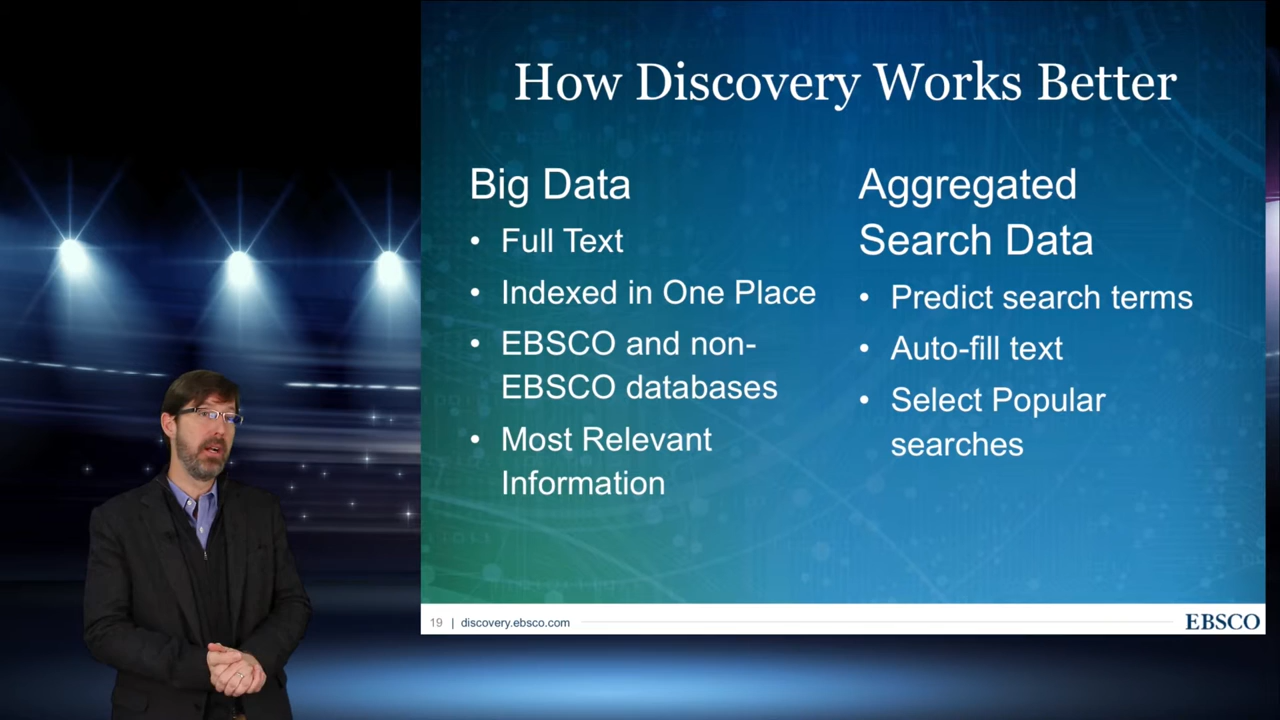 How Discovery Works Better
Big Data
• Full Text
• Indexed in One Place
• EBSCO and non-
EBSCO databases
• Most Relevant
Information
Aggregated
Search Data
• Predict search terms
• Auto-fill text
• Select Popular
searches
19 | discovery.ebsco.com
EBSCO